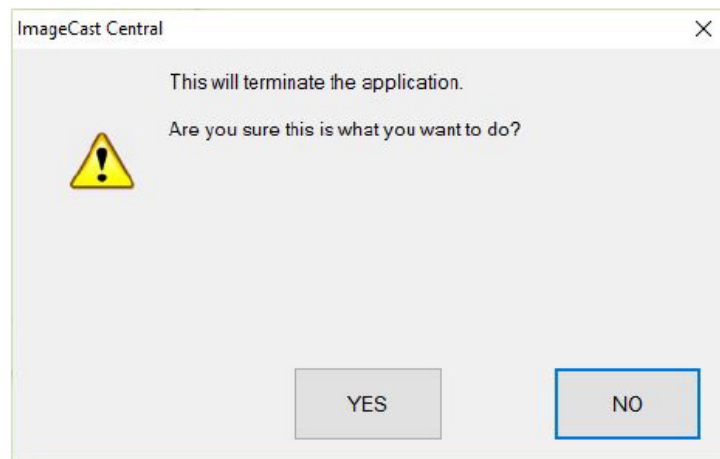 ImageCast Central
This will terminate the application.
Are you sure this is what you want to do?
YES
NO